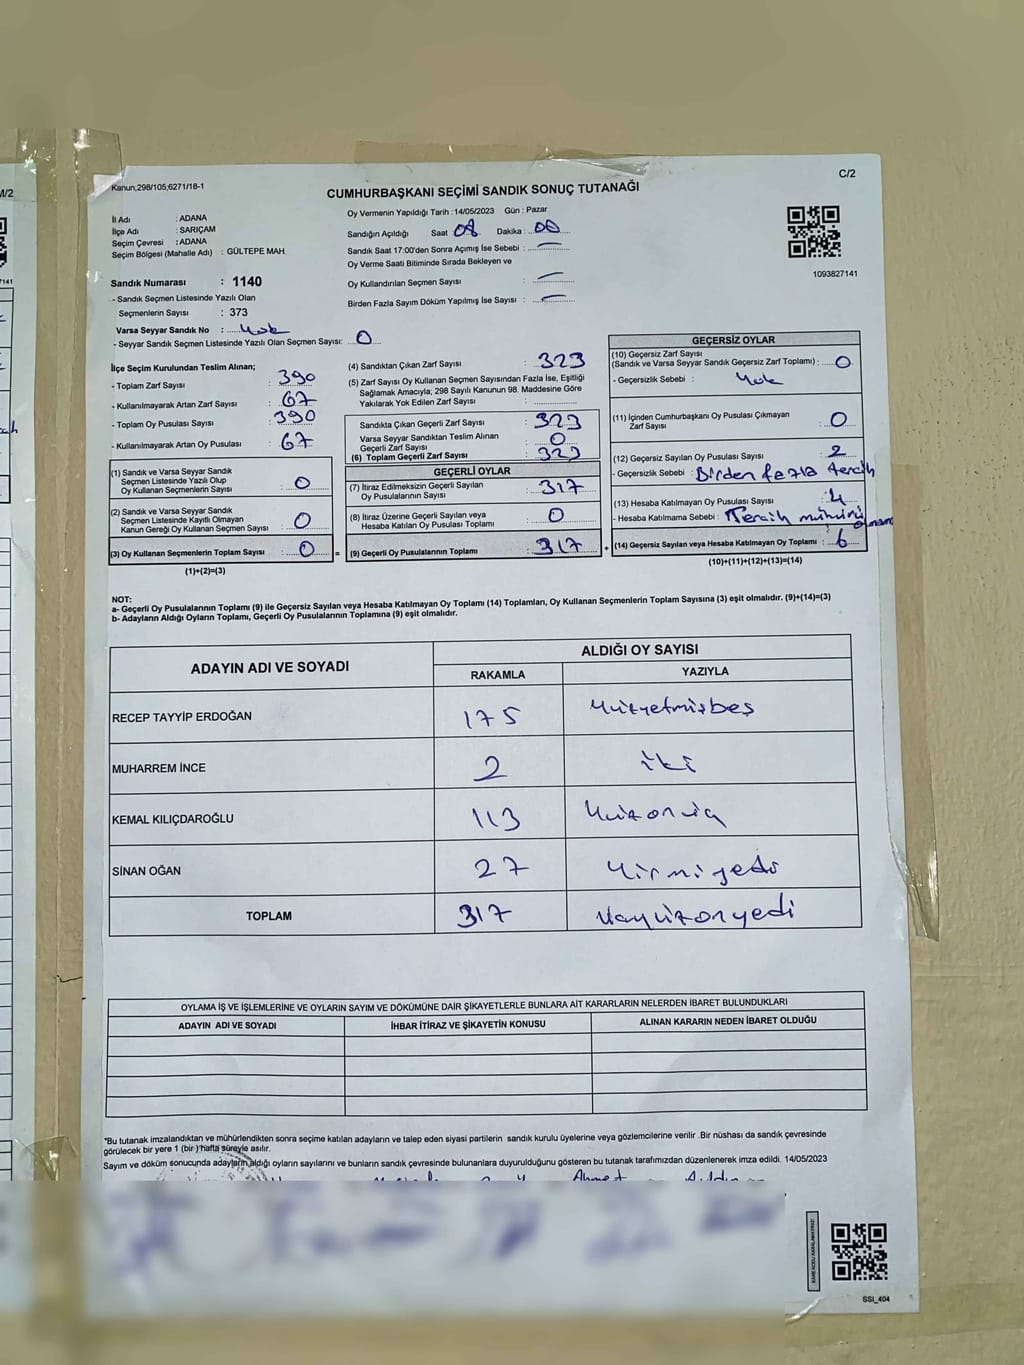 C/2
Kanun,298/105;6271/18-1
CUMHURBAŞKANI SEÇİMİ SANDIK SONUÇ TUTANAĞI
İl Adı : ADANA
İlçe Adı : SARIÇAM
Seçim Çevresi : ADANA
Seçim Bölgesi (Mahalle Adı) : GÜLTEPE MAH.
Oy Vermenin Yapıldığı Tarih : 14/05/2023 Gün : Pazar
Sandığın Açıldığı Saat 08 Dakika : 00
Sandık Saat 17:00'den Sonra Açımış İse Sebebi : —
Oy Verme Saati Bitiminde Sırada Bekleyen ve
Oy Kullandırılan Seçmen Sayısı : —
Birden Fazla Sayım Döküm Yapılmış İse Sayısı : —
1093827141
Sandık Numarası : 1140
- Sandık Seçmen Listesinde Yazılı Olan
Seçmenlerin Sayısı : 373
Varsa Seyyar Sandık No : Yok
- Seyyar Sandık Seçmen Listesinde Yazılı Olan Seçmen Sayısı: 0
İlçe Seçim Kurulundan Teslim Alınan;
- Toplam Zarf Sayısı : 390
- Kullanılmayarak Artan Zarf Sayısı : 67
- Toplam Oy Pusulası Sayısı : 390
- Kullanılmayarak Artan Oy Pusulası : 67
(1) Sandık ve Varsa Seyyar Sandık
Seçmen Listesinde Yazılı Olup
Oy Kullanan Seçmenlerin Sayısı : 0
(2) Sandık ve Varsa Seyyar Sandık
Seçmen Listesinde Kayıtlı Olmayan
Kanun Gereği Oy Kullanan Seçmen Sayısı : 0
(3) Oy Kullanan Seçmenlerin Toplam Sayısı : 0 =
(1)+(2)=(3)
(4) Sandıktan Çıkan Zarf Sayısı : 323
(5) Zarf Sayısı Oy Kullanan Seçmen Sayısından Fazla İse, Eşitliği
Sağlamak Amacıyla; 298 Sayılı Kanunun 98. Maddesine Göre
Yakılarak Yok Edilen Zarf Sayısı :
Sandıkta Çıkan Geçerli Zarf Sayısı : 323
Varsa Seyyar Sandıktan Teslim Alınan
Geçerli Zarf Sayısı : 0
(6) Toplam Geçerli Zarf Sayısı : 323
GEÇERLİ OYLAR
(7) İtiraz Edilmeksizin Geçerli Sayılan
Oy Pusulalarının Sayısı : 317
(8) İtiraz Üzerine Geçerli Sayılan veya
Hesaba Katılan Oy Pusulası Toplamı : 0
(9) Geçerli Oy Pusulalarının Toplamı : 317 +
GEÇERSİZ OYLAR
(10) Geçersiz Zarf Sayısı
(Sandık ve Varsa Seyyar Sandık Geçersiz Zarf Toplamı) : 0
- Geçersizlik Sebebi : Yok
(11) İçinden Cumhurbaşkanı Oy Pusulası Çıkmayan
Zarf Sayısı : 0
(12) Geçersiz Sayılan Oy Pusulası Sayısı : 2
- Geçersizlik Sebebi : Birden fazla tercih
(13) Hesaba Katılmayan Oy Pusulası Sayısı : 4
- Hesaba Katılmama Sebebi : Tercih mühürü
(14) Geçersiz Sayılan veya Hesaba Katılmayan Oy Toplamı : 6
(10)+(11)+(12)+(13)=(14)
NOT:
a- Geçerli Oy Pusulalarının Toplamı (9) ile Geçersiz Sayılan veya Hesaba Katılmayan Oy Toplamı (14) Toplamları, Oy Kullanan Seçmenlerin Toplam Sayısına (3) eşit olmalıdır. (9)+(14)=(3)
b- Adayların Aldığı Oyların Toplamı, Geçerli Oy Pusulalarının Toplamına (9) eşit olmalıdır.
ADAYIN ADI VE SOYADI ALDIĞI OY SAYISI
RAKAMLA YAZIYLA
RECEP TAYYİP ERDOĞAN 175 Yüzyetmişbeş
MUHARREM İNCE 2 iki
KEMAL KILIÇDAROĞLU 113 Yüzonüç
SİNAN OĞAN 27 Yirmiyedi
TOPLAM 317 üçyüzonyedi
OYLAMA İŞ VE İŞLEMLERİNE VE OYLARIN SAYIM VE DÖKÜMÜNE DAİR ŞİKAYETLERLE BUNLARA AİT KARARLARIN NELERDEN İBARET BULUNDUKLARI
ADAYIN ADI VE SOYADI İHBAR İTİRAZ VE ŞİKAYETİN KONUSU ALINAN KARARIN NEDEN İBARET OLDUĞU
*Bu tutanak imzalandıktan ve mühürlendikten sonra seçime katılan adayların ve talep eden siyasi partilerin sandık kurulu üyelerine veya gözlemcilerine verilir .Bir nüshası da sandık çevresinde
görülecek bir yere 1 (bir )'hafta süreyle asılır.
Sayım ve döküm sonucunda adayların aldığı oyların sayılarını ve bunların sandık çevresinde bulunanlara duyurulduğunu gösteren bu tutanak tarafımızdan düzenlenerek imza edildi. 14/05/2023
Ahmet
SSI_404